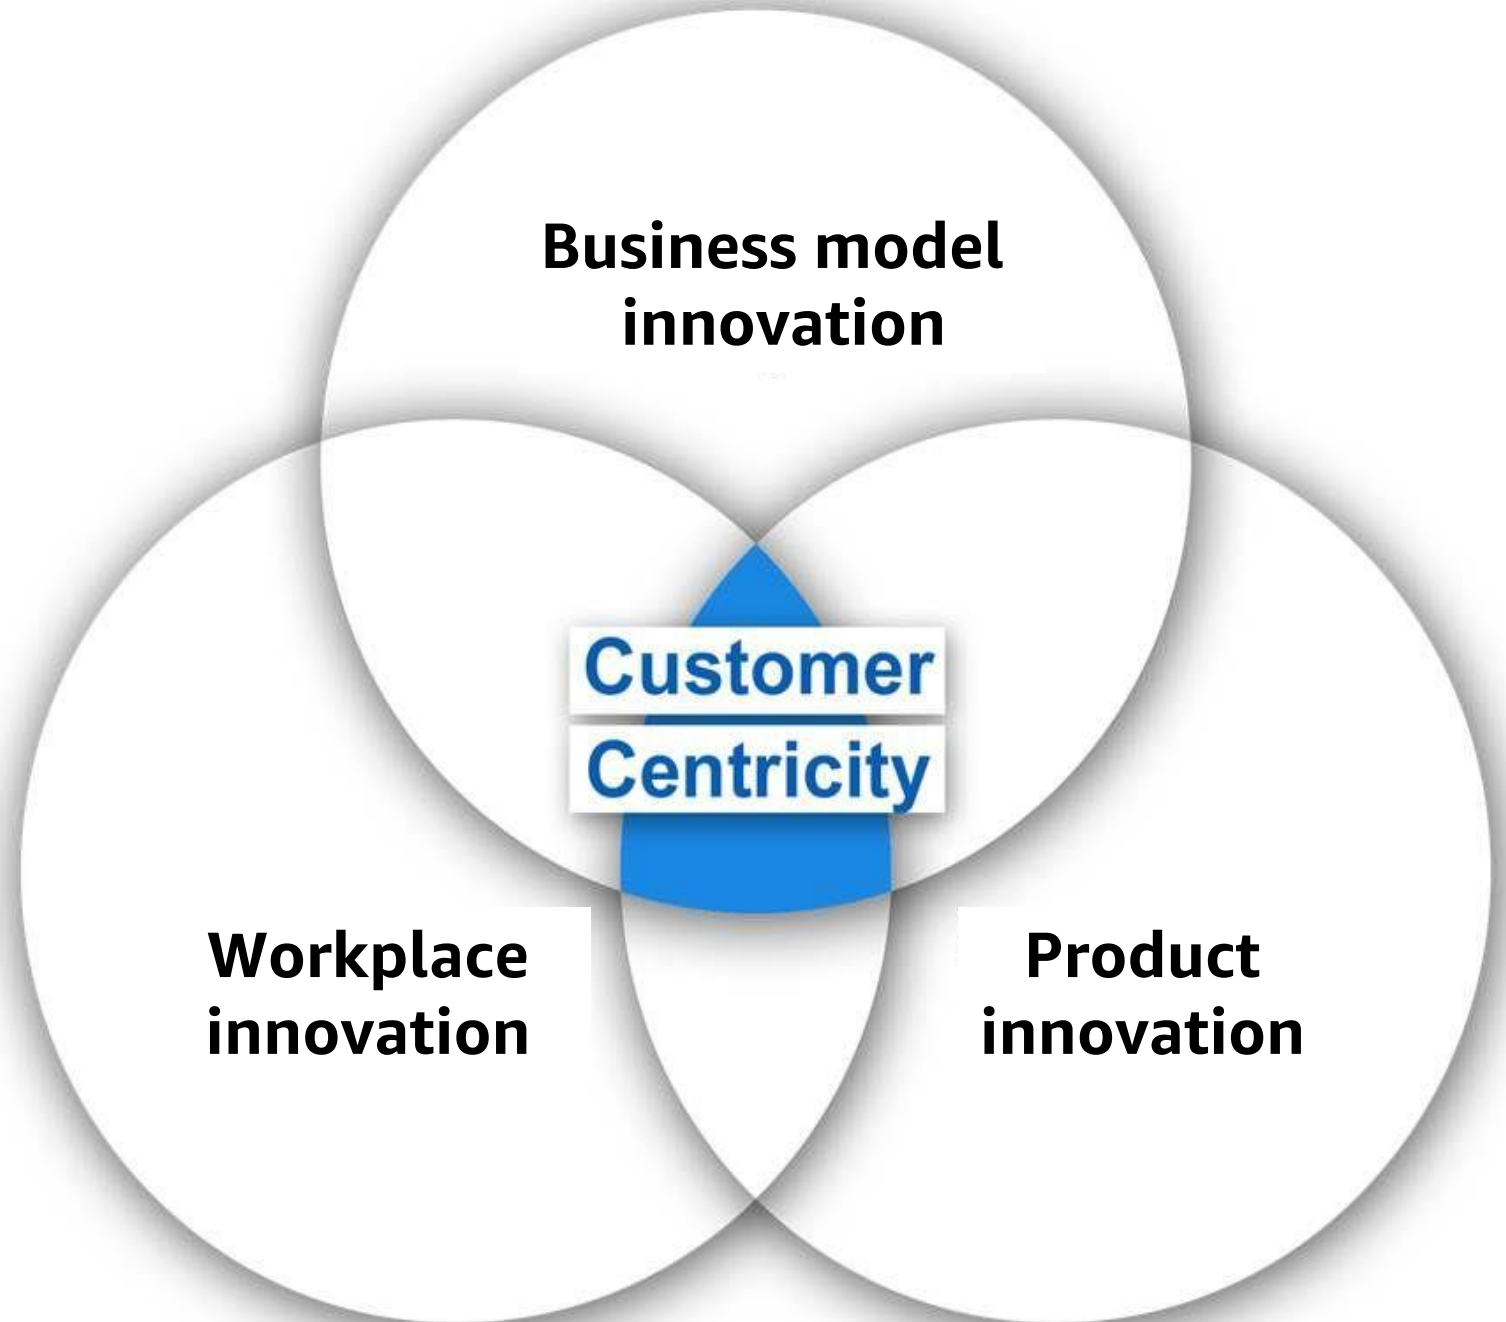 Business model
innovation
Customer
Centricity
Workplace
innovation
Product
innovation